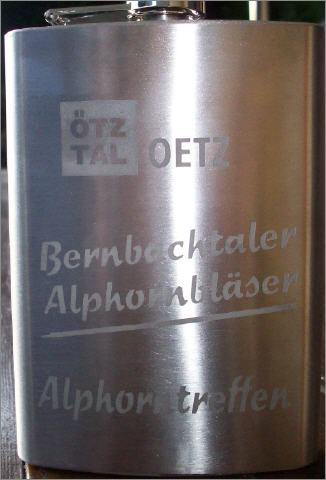 ÖTZ
TAL OETZ
Bernbachtaler
Alphornbläser
Alphorntreffen